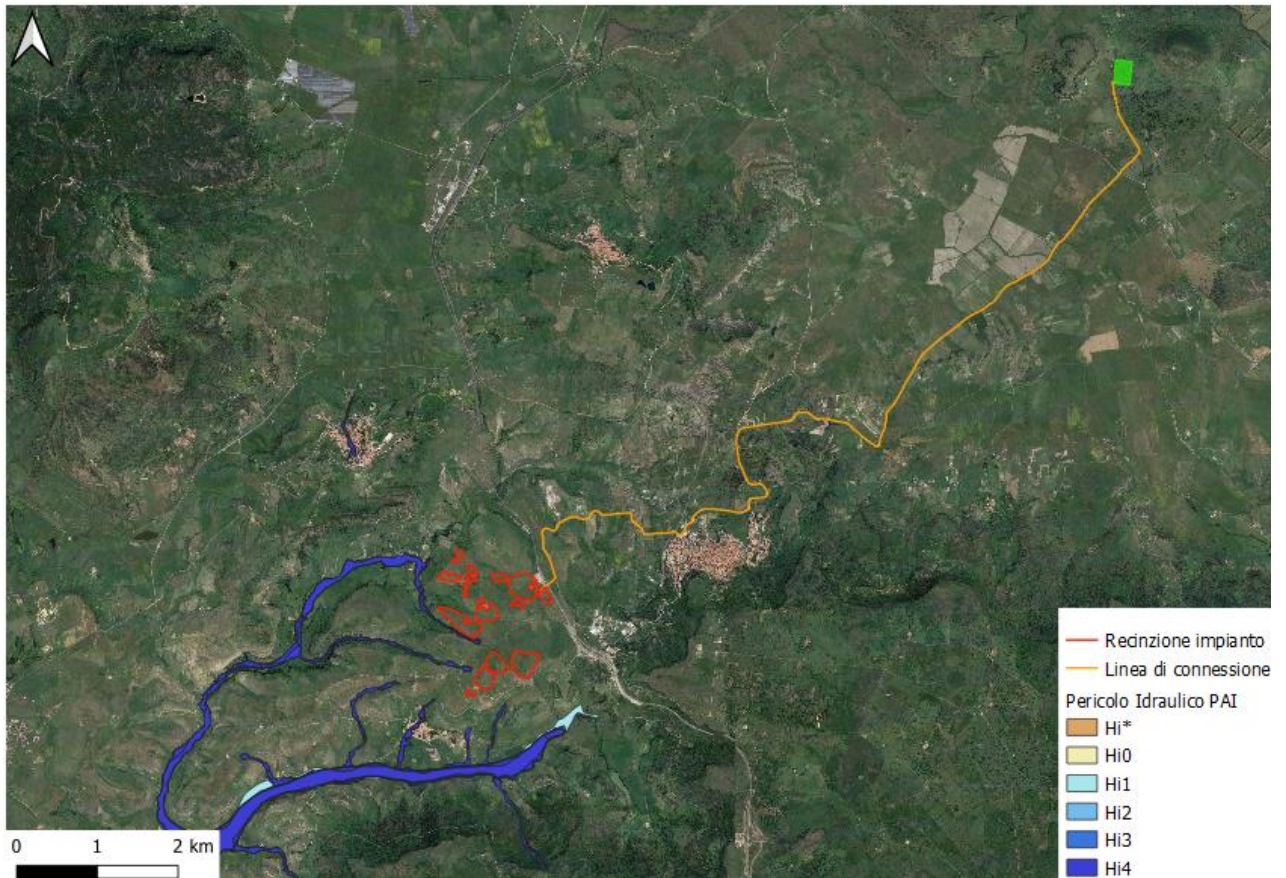 Recinzione impianto
Linea di connessione
Pericolo Idraulico PAI
Hi*
Hi0
Hi1
Hi2
Hi3
Hi4
0 1 2 km